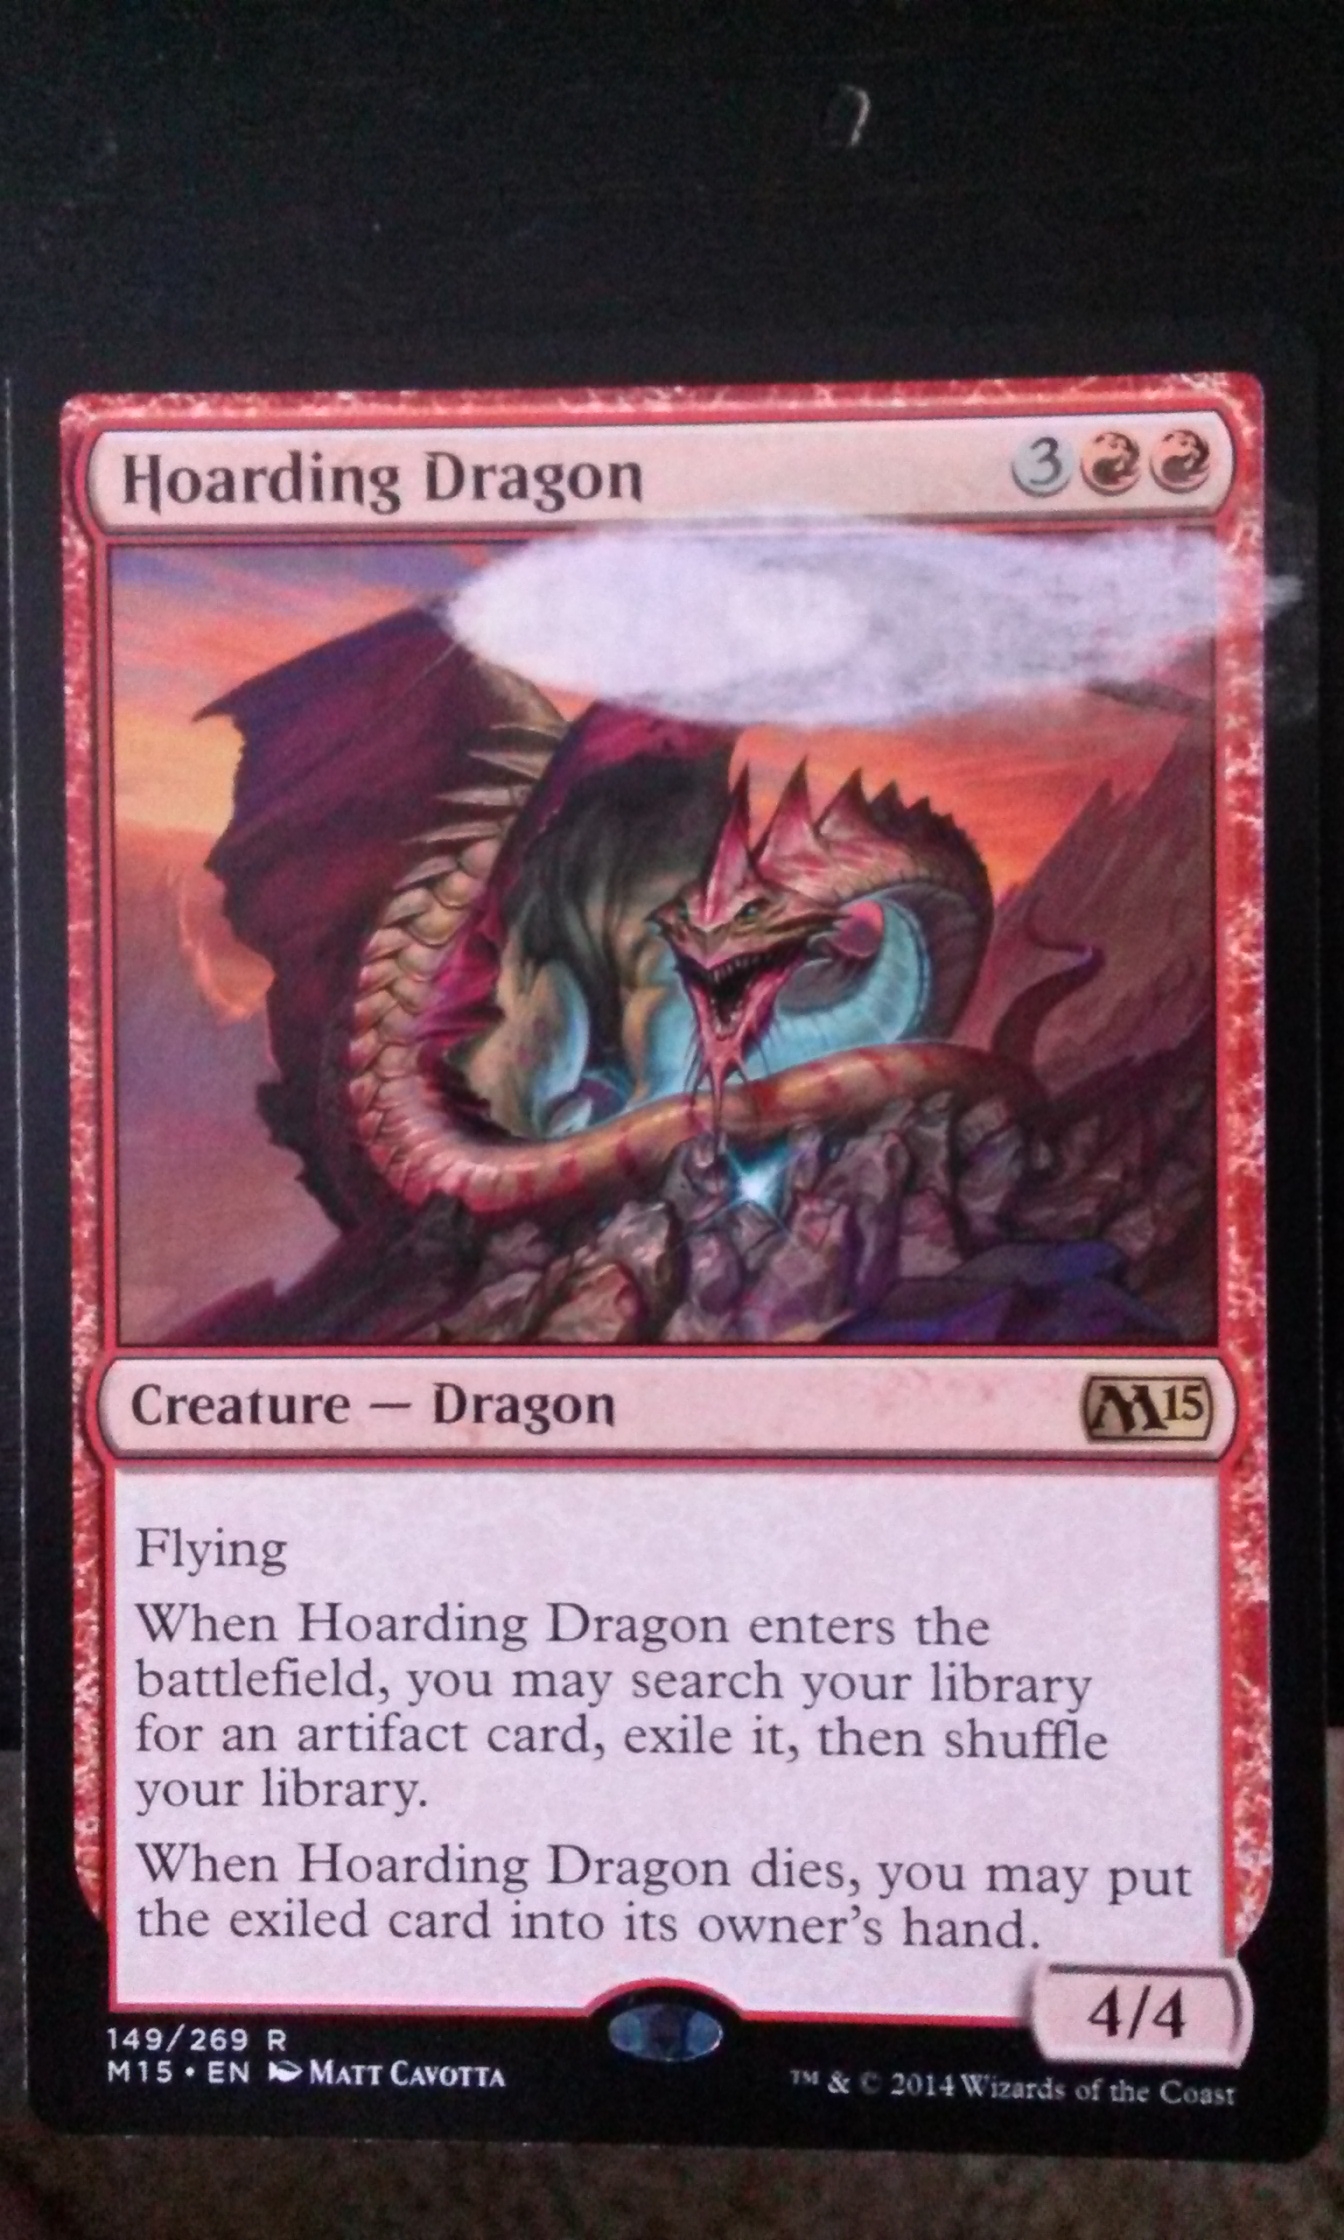 Hoarding Dragon 3
Creature — Dragon M15
Flying
When Hoarding Dragon enters the
battlefield, you may search your library
for an artifact card, exile it, then shuffle
your library.
When Hoarding Dragon dies, you may put
the exiled card into its owner's hand.
4/4
149/269 R
M15 • EN MATT CAVOTTA
™ & © 2014 Wizards of the Coast